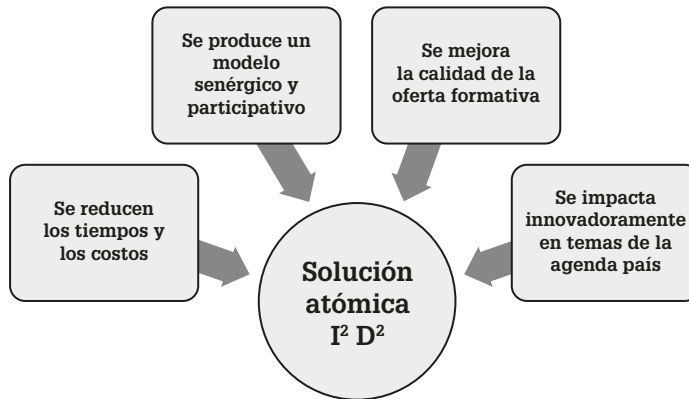 Se produce un
modelo
senérgico y
participativo
Se mejora
la calidad de la
oferta formativa
Se reducen
los tiempos y
los costos
Se impacta
innovadoramente
en temas de la
agenda país
Solución
atómica
I² D²